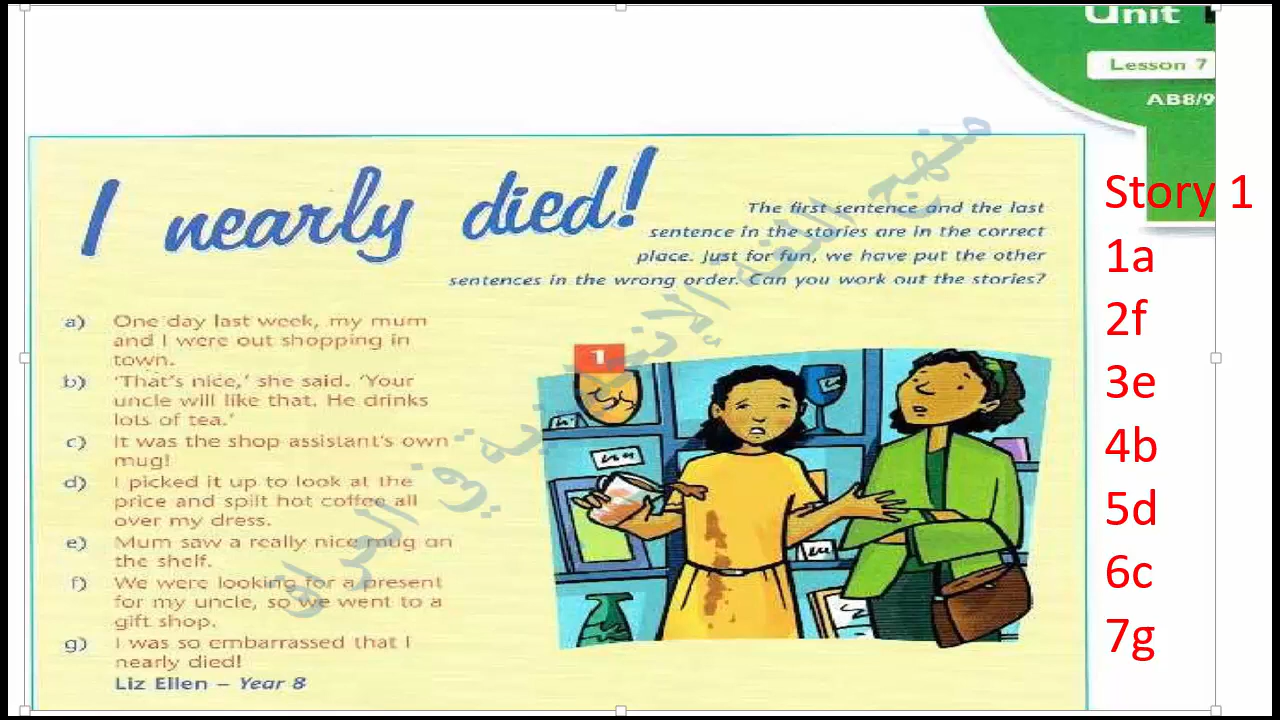 Unit
Lesson 7
AB8/9
I nearly died!
The first sentence and the last
sentence in the stories are in the correct
place. Just for fun, we have put the other
sentences in the wrong order. Can you work out the stories?
a) One day last week, my mum
and I were out shopping in
town.
b) 'That's nice,' she said. 'Your
uncle will like that. He drinks
lots of tea.'
c) It was the shop assistant's own
mug!
d) I picked it up to look at the
price and spilt hot coffee all
over my dress.
e) Mum saw a really nice mug on
the shelf.
f) We were looking for a present
for my uncle, so we went to a
gift shop.
g) I was so embarrassed that I
nearly died!
Liz Ellen – Year 8
1
Story 1
1a
2f
3e
4b
5d
6c
7g
منهج اللغة الإنكليزية في العراق